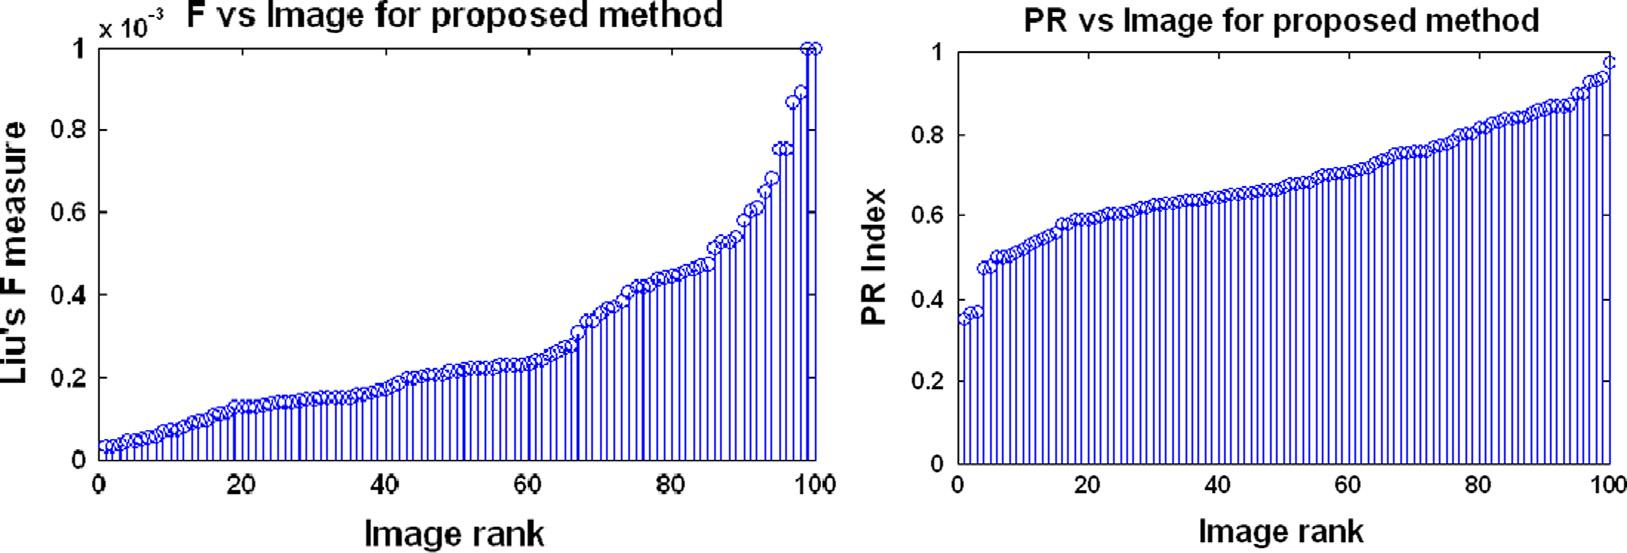 x 10-3 F vs Image for proposed method
1
0.8
0.6
0.4
0.2
0
0 20 40 60 80 100
Liu's F measure
Image rank
PR vs Image for proposed method
1
0.8
0.6
0.4
0.2
0
0 20 40 60 80 100
PR Index
Image rank